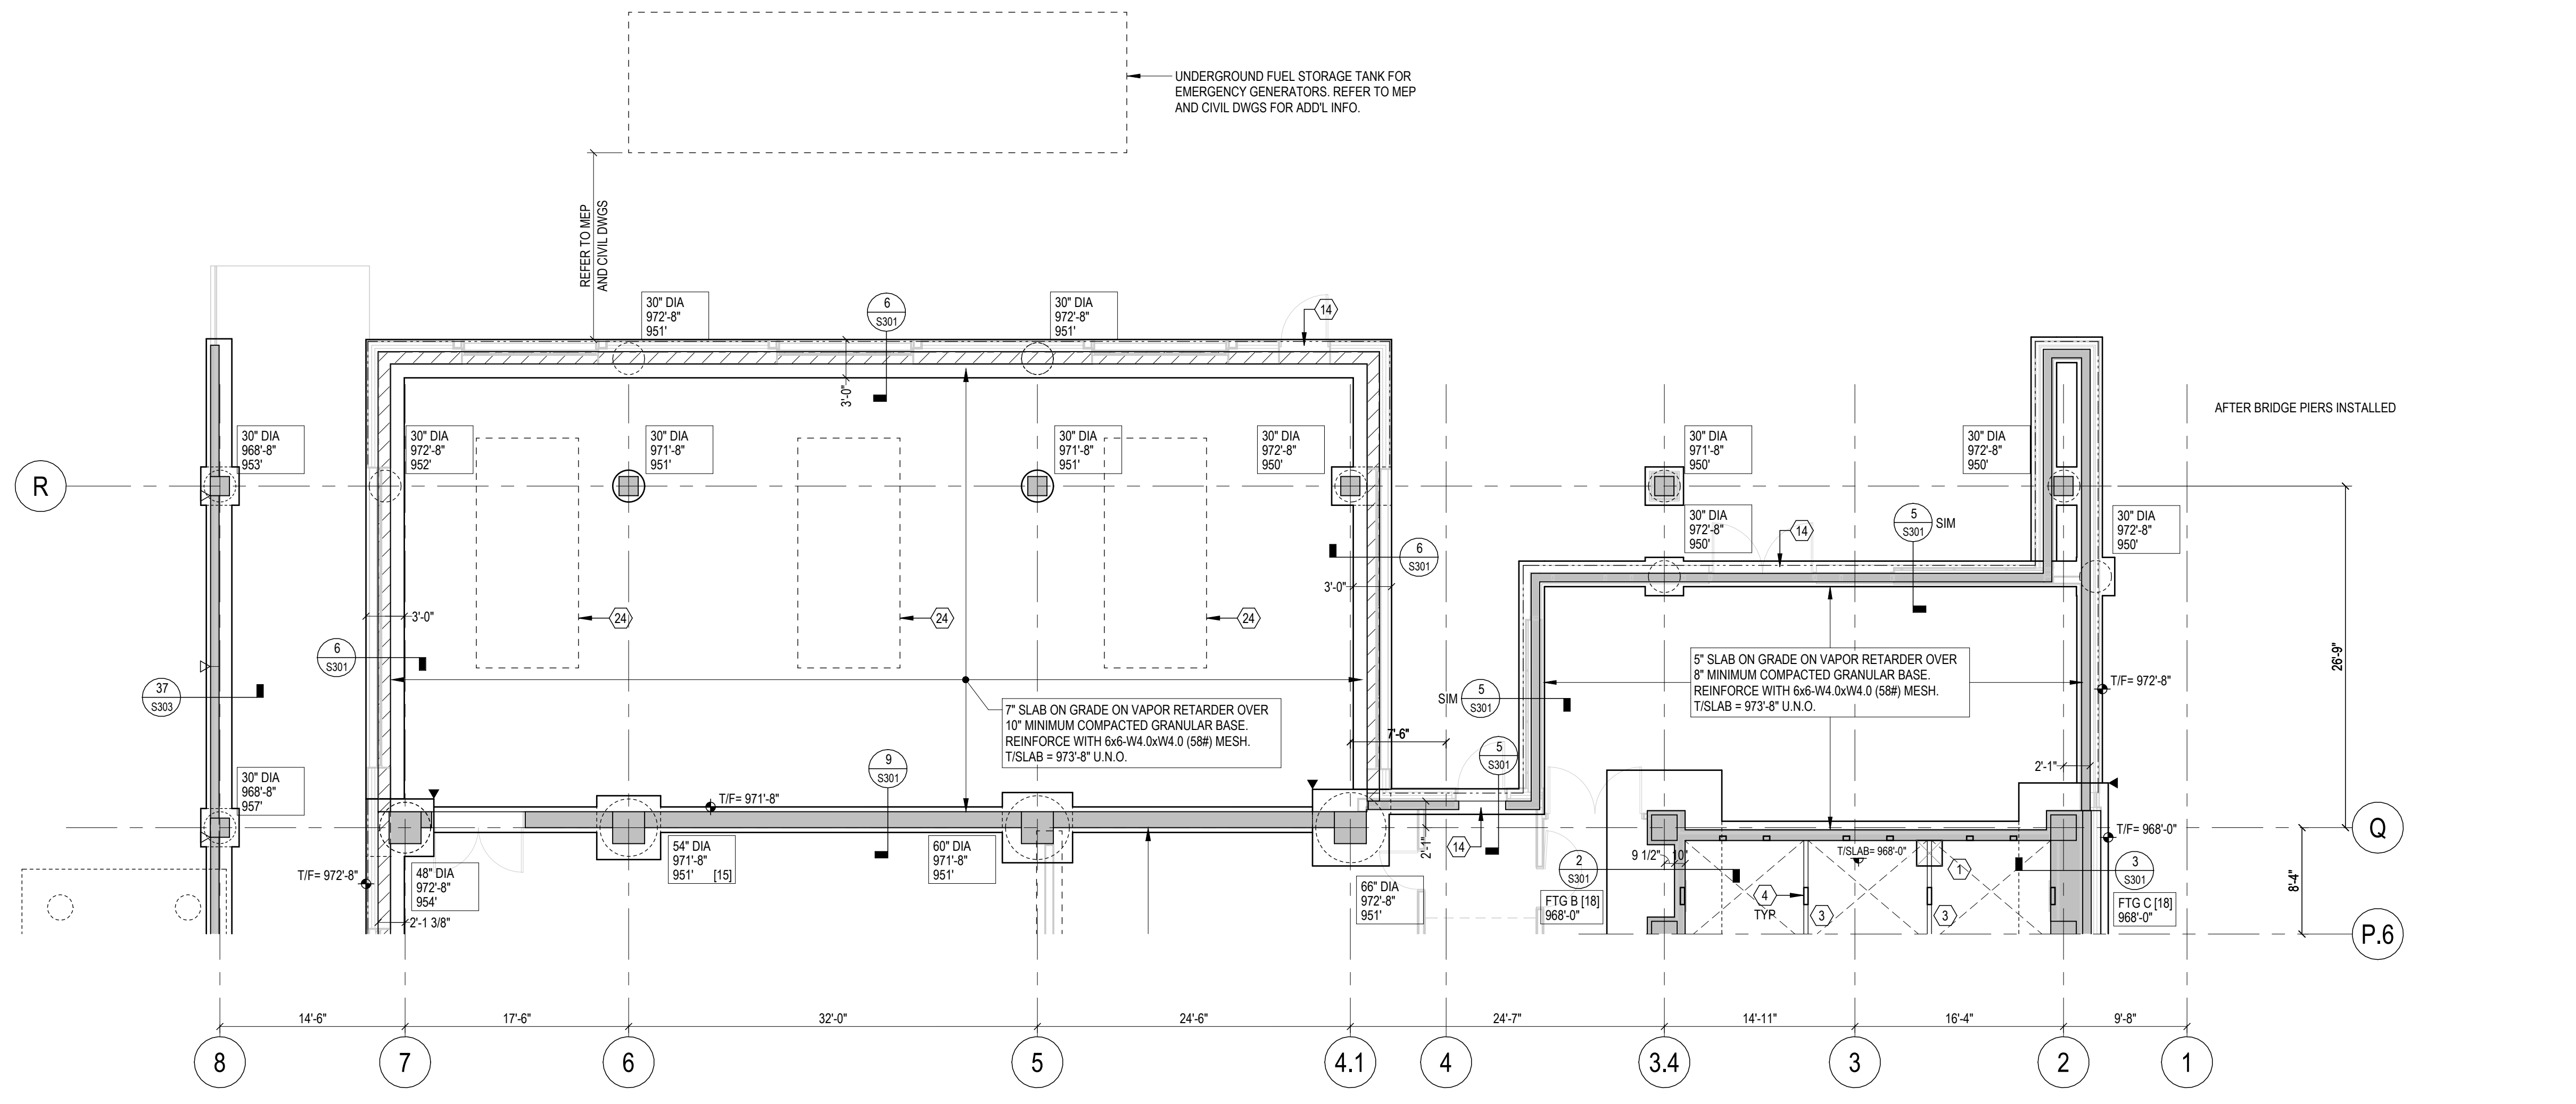 UNDERGROUND FUEL STORAGE TANK FOR
EMERGENCY GENERATORS. REFER TO MEP
AND CIVIL DWGS FOR ADD'L INFO.
REFER TO MEP
AND CIVIL DWGS
30" DIA
972'-8"
951'
6
S301
30" DIA
972'-8"
951'
14
3'-0"
AFTER BRIDGE PIERS INSTALLED
R
30" DIA
968'-8"
953'
30" DIA
972'-8"
952'
30" DIA
971'-8"
951'
30" DIA
971'-8"
951'
30" DIA
972'-8"
950'
30" DIA
971'-8"
950'
30" DIA
972'-8"
950'
30" DIA
972'-8"
950'
14
5
S301
SIM
30" DIA
972'-8"
950'
6
S301
3'-0"
3'-0"
24
24
24
6
S301
37
S303
7" SLAB ON GRADE ON VAPOR RETARDER OVER
10" MINIMUM COMPACTED GRANULAR BASE.
REINFORCE WITH 6x6-W4.0xW4.0 (58#) MESH.
T/SLAB = 973'-8" U.N.O.
SIM
5
S301
5" SLAB ON GRADE ON VAPOR RETARDER OVER
8" MINIMUM COMPACTED GRANULAR BASE.
REINFORCE WITH 6x6-W4.0xW4.0 (58#) MESH.
T/SLAB = 973'-8" U.N.O.
T/F= 972'-8"
26'-9"
7'-6"
5
S301
9
S301
30" DIA
968'-8"
957'
2'-1"
T/F= 971'-8"
T/F= 968'-0"
Q
54" DIA
971'-8"
951' [15]
60" DIA
971'-8"
951'
2'-1"
14
2
S301
9 1/2"
10"
T/SLAB= 968'-0"
1
3
S301
T/F= 972'-8"
48" DIA
972'-8"
954'
2'-1 3/8"
66" DIA
972'-8"
951'
FTG B [18]
968'-0"
4
TYP
3
3
FTG C [18]
968'-0"
8'-4"
P.6
14'-6"
17'-6"
32'-0"
24'-6"
24'-7"
14'-11"
16'-4"
9'-8"
8
7
6
5
4.1
4
3.4
3
2
1